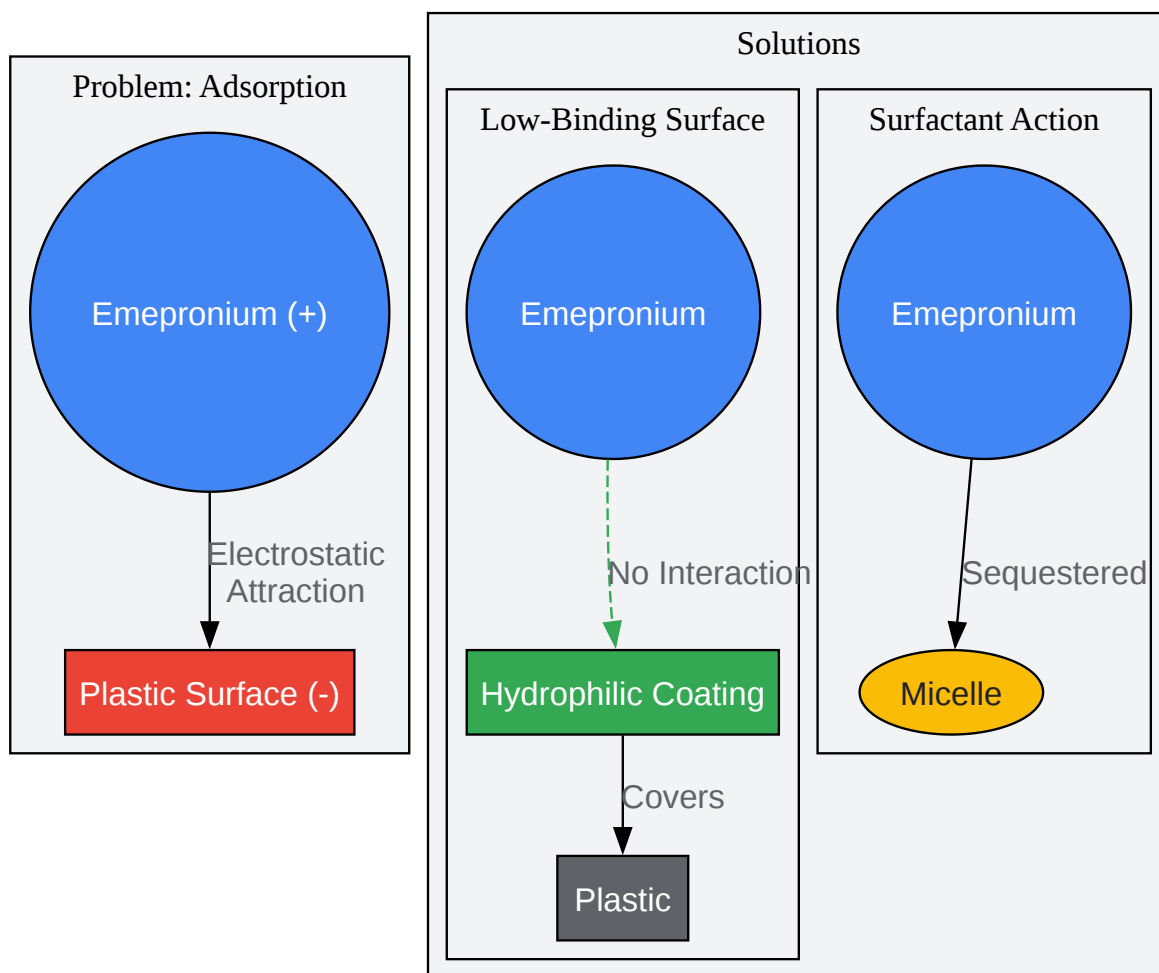 Problem: Adsorption
Emepronium (+)
Electrostatic
Attraction
Plastic Surface (-)
Solutions
Low-Binding Surface
Emepronium
No Interaction
Hydrophilic Coating
Covers
Plastic
Surfactant Action
Emepronium
Sequestered
Micelle